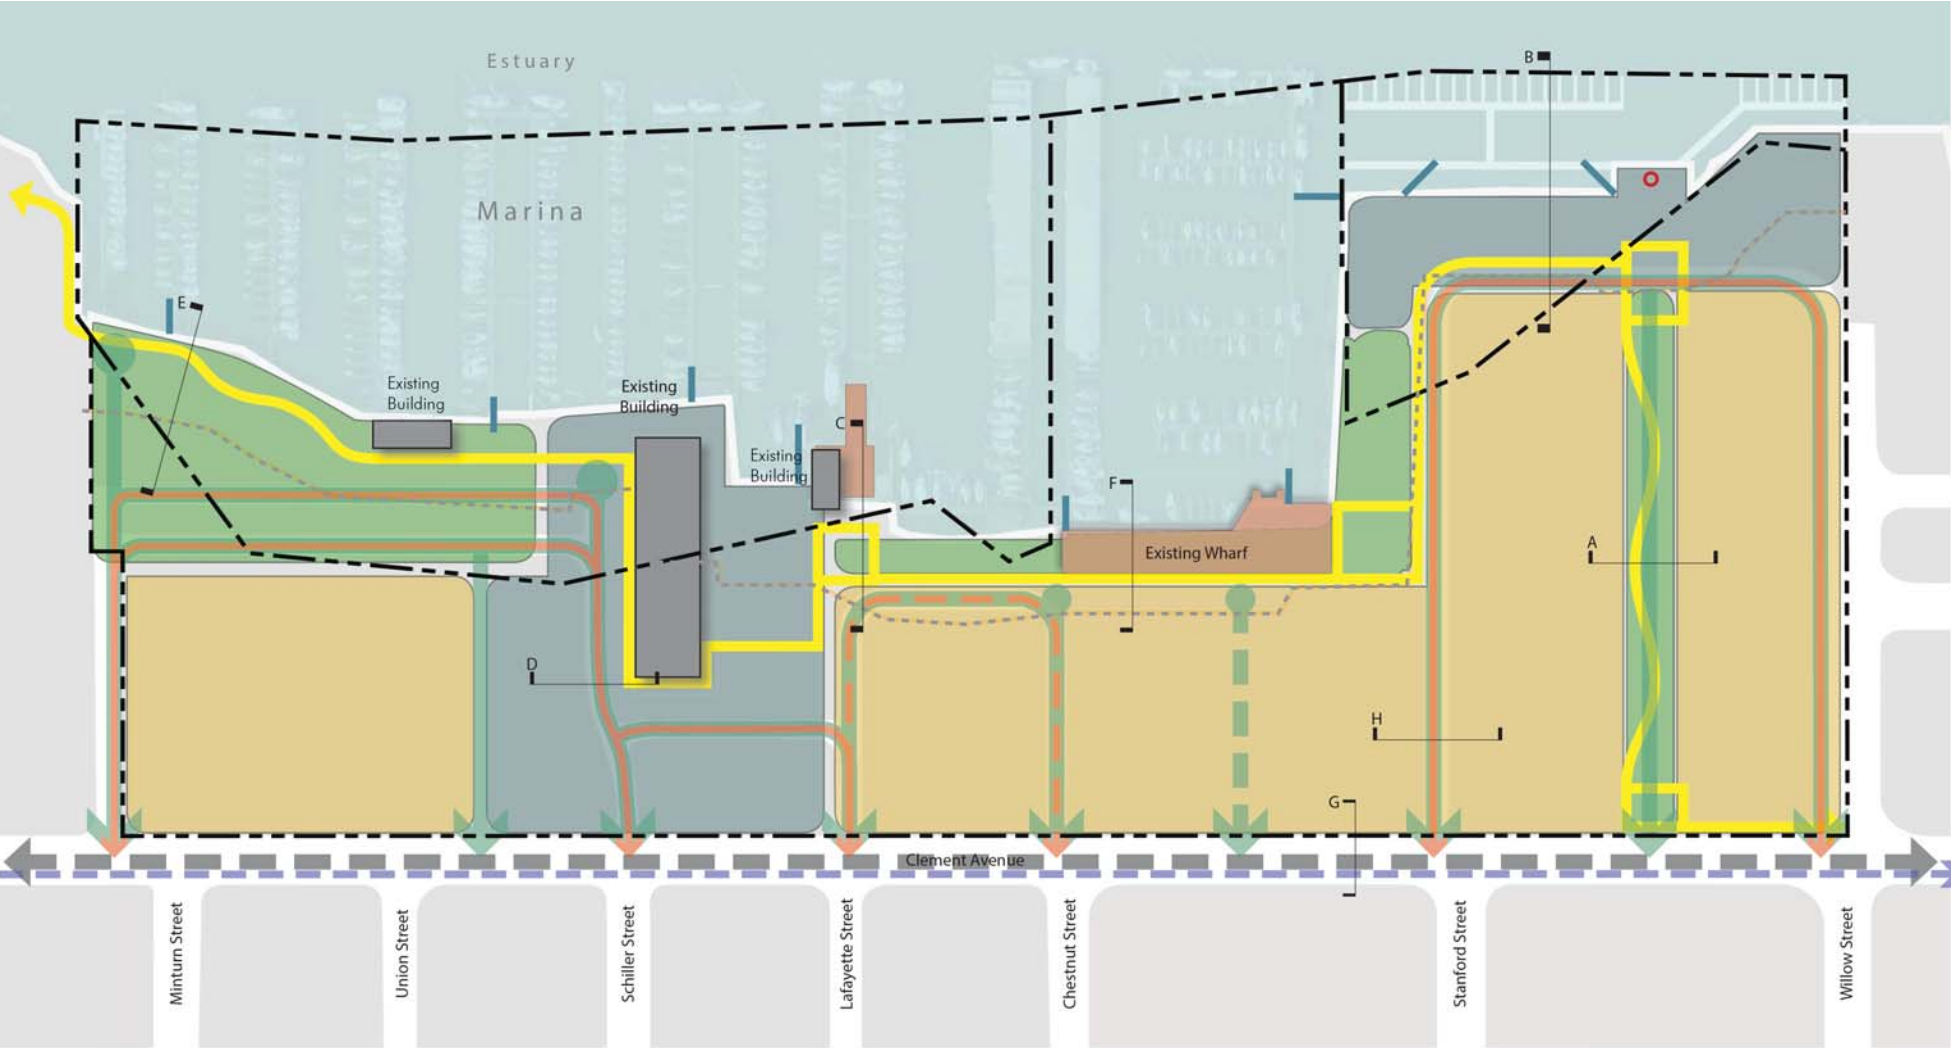 B
Estuary
Marina
E
Existing
Building
Existing
Building
C
Existing
Building
F
Existing Wharf
A
D
H
G
Clement Avenue
Minturn Street
Union Street
Schiller Street
Lafayette Street
Chestnut Street
Stanford Street
Willow Street